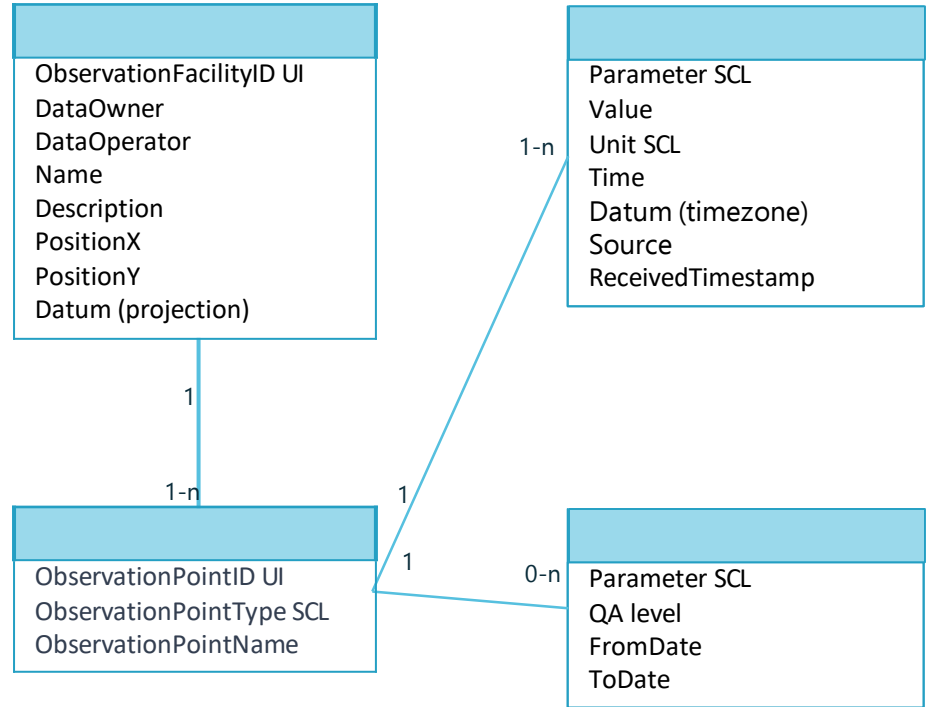 ObservationFacilityID UI
DataOwner
DataOperator
Name
Description
PositionX
PositionY
Datum (projection)
Parameter SCL
Value
Unit SCL
Time
Datum (timezone)
Source
ReceivedTimestamp
1-n
1
1-n
1
1
0-n
ObservationPointID UI
ObservationPointType SCL
ObservationPointName
Parameter SCL
QA level
FromDate
ToDate